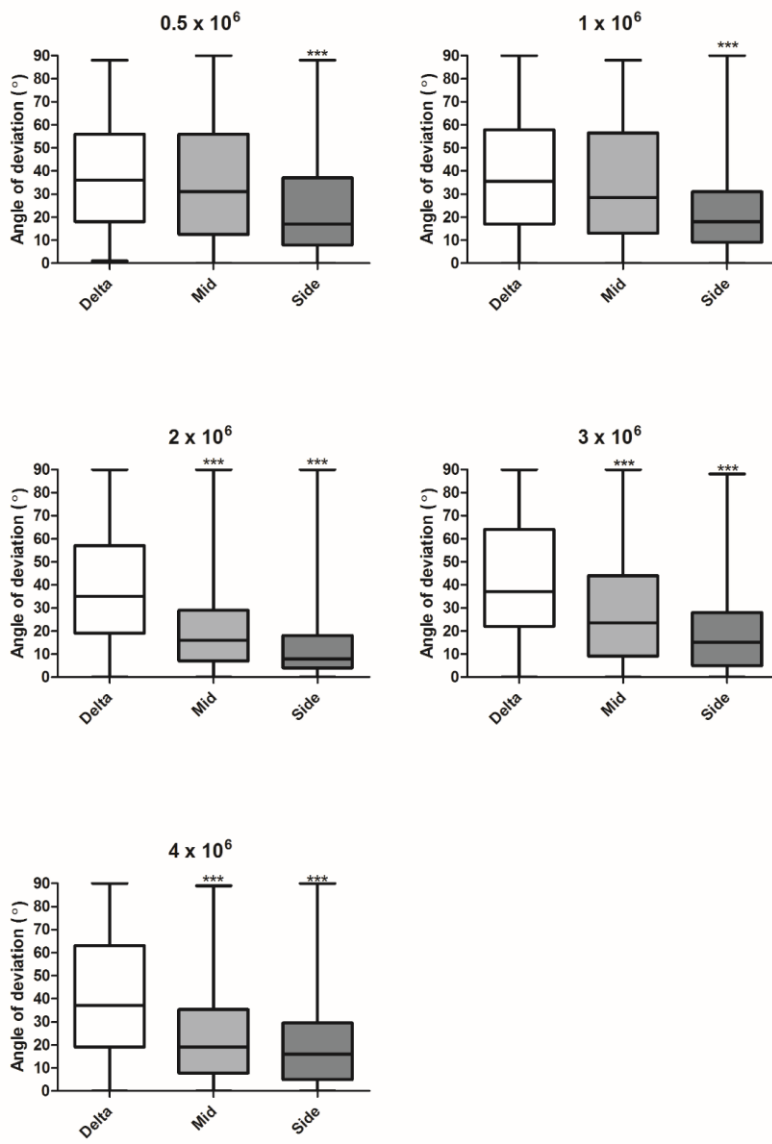 0.5 x 10⁶
***
Angle of deviation (°)
90
80
70
60
50
40
30
20
10
0
Delta
Mid
Side
1 x 10⁶
***
Angle of deviation (°)
90
80
70
60
50
40
30
20
10
0
Delta
Mid
Side
2 x 10⁶
*** ***
Angle of deviation (°)
90
80
70
60
50
40
30
20
10
0
Delta
Mid
Side
3 x 10⁶
*** ***
Angle of deviation (°)
90
80
70
60
50
40
30
20
10
0
Delta
Mid
Side
4 x 10⁶
*** ***
Angle of deviation (°)
90
80
70
60
50
40
30
20
10
0
Delta
Mid
Side